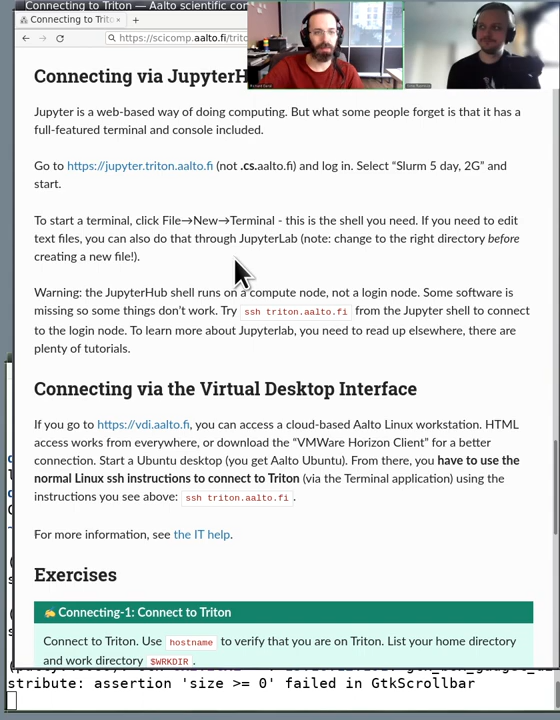 Connecting to Triton — Aalto scientific com
Connecting to Trito
https://scicomp.aalto.fi/trito
Connecting via JupyterH
Jupyter is a web-based way of doing computing. But what some people forget is that it has a
full-featured terminal and console included.
Go to https://jupyter.triton.aalto.fi (not .cs.aalto.fi) and log in. Select “Slurm 5 day, 2G” and
start.
To start a terminal, click File→New→Terminal - this is the shell you need. If you need to edit
text files, you can also do that through JupyterLab (note: change to the right directory before
creating a new file!).
Warning: the JupyterHub shell runs on a compute node, not a login node. Some software is
missing so some things don’t work. Try ssh triton.aalto.fi from the Jupyter shell to connect
to the login node. To learn more about Jupyterlab, you need to read up elsewhere, there are
plenty of tutorials.
Connecting via the Virtual Desktop Interface
If you go to https://vdi.aalto.fi, you can access a cloud-based Aalto Linux workstation. HTML
access works from everywhere, or download the “VMWare Horizon Client” for a better
connection. Start a Ubuntu desktop (you get Aalto Ubuntu). From there, you have to use the
normal Linux ssh instructions to connect to Triton (via the Terminal application) using the
instructions you see above: ssh triton.aalto.fi.
For more information, see the IT help.
Exercises
✍ Connecting-1: Connect to Triton
Connect to Triton. Use hostname to verify that you are on Triton. List your home directory
and work directory $WRKDIR.
stribute: assertion 'size >= 0' failed in GtkScrollbar